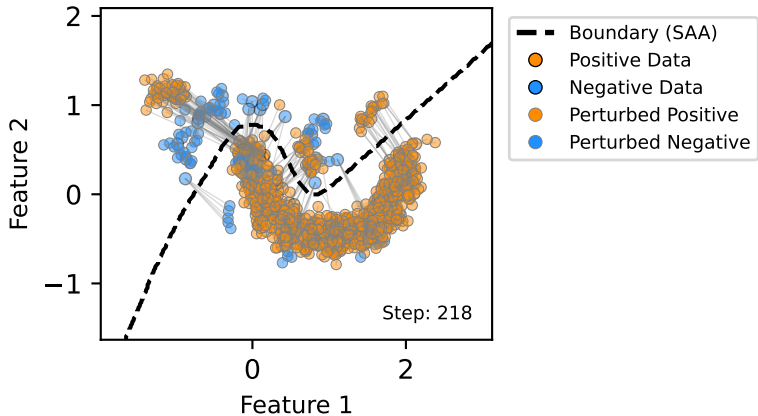 2
1
0
−1
Feature 2
0
2
Feature 1
Step: 218
Boundary (SAA)
Positive Data
Negative Data
Perturbed Positive
Perturbed Negative